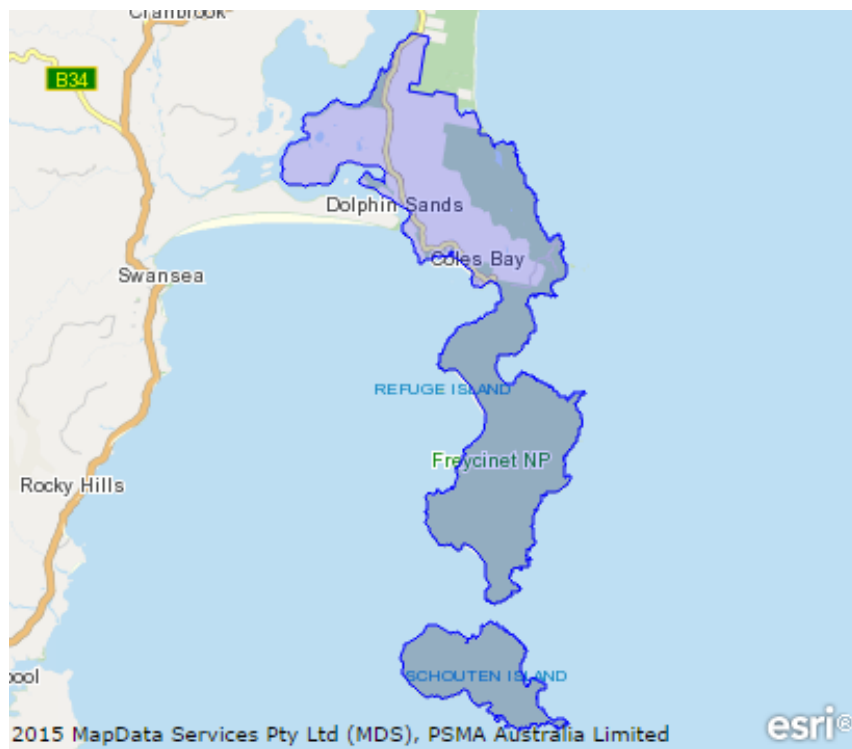 Cranbrook
B34
Dolphin Sands
Coles Bay
Swansea
REFUGE ISLAND
Freycinet NP
Rocky Hills
SCHOUTEN ISLAND
pool
2015 MapData Services Pty Ltd (MDS), PSMA Australia Limited
esri®